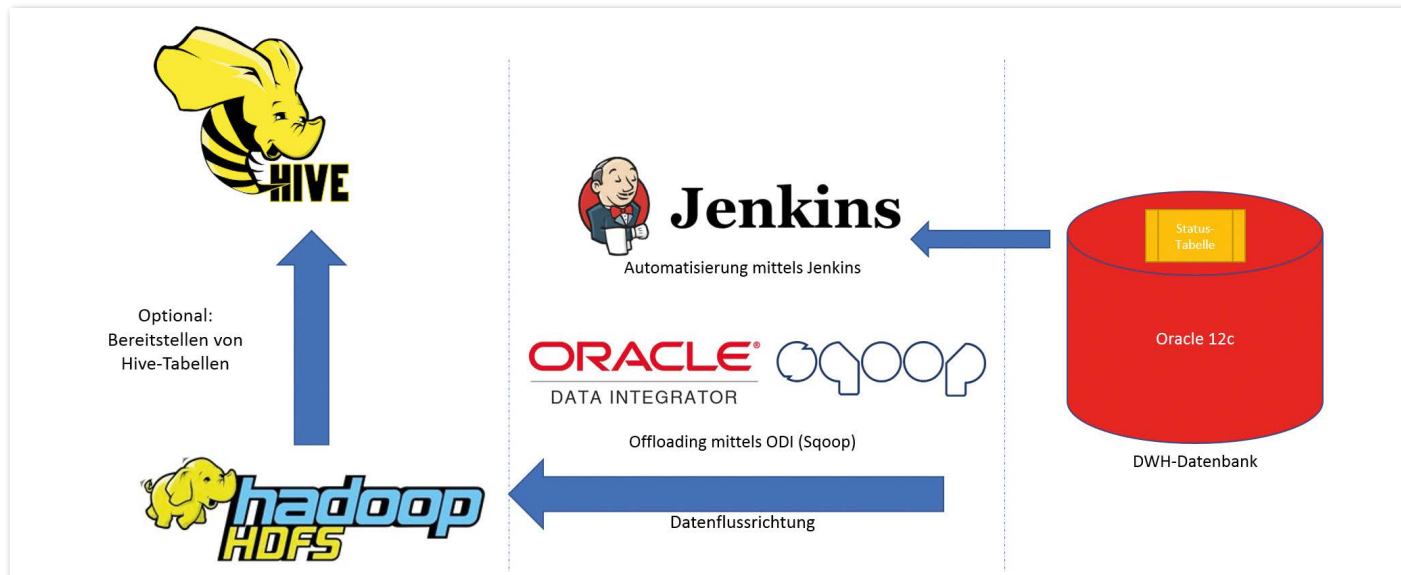 HIVE
Optional:
Bereitstellen von
Hive-Tabellen
hadoop
HDFS
Jenkins
Automatisierung mittels Jenkins
ORACLE®
DATA INTEGRATOR
sqoop
Offloading mittels ODI (Sqoop)
Datenflussrichtung
Status-
Tabelle
Oracle 12c
DWH-Datenbank